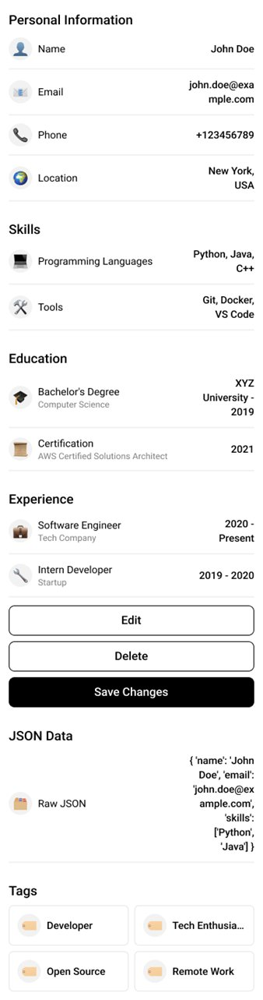 Personal Information
Name
John Doe
Email
john.doe@exa
mple.com
Phone
+123456789
Location
New York,
USA
Skills
Programming Languages
Python, Java,
C++
Tools
Git, Docker,
VS Code
Education
Bachelor's Degree
Computer Science
XYZ
University -
2019
Certification
AWS Certified Solutions Architect
2021
Experience
Software Engineer
Tech Company
2020 -
Present
Intern Developer
Startup
2019 - 2020
Edit
Delete
Save Changes
JSON Data
Raw JSON
{ 'name': 'John
Doe', 'email':
'john.doe@ex
ample.com',
'skills':
['Python',
'Java'] }
Tags
Developer
Tech Enthusia...
Open Source
Remote Work